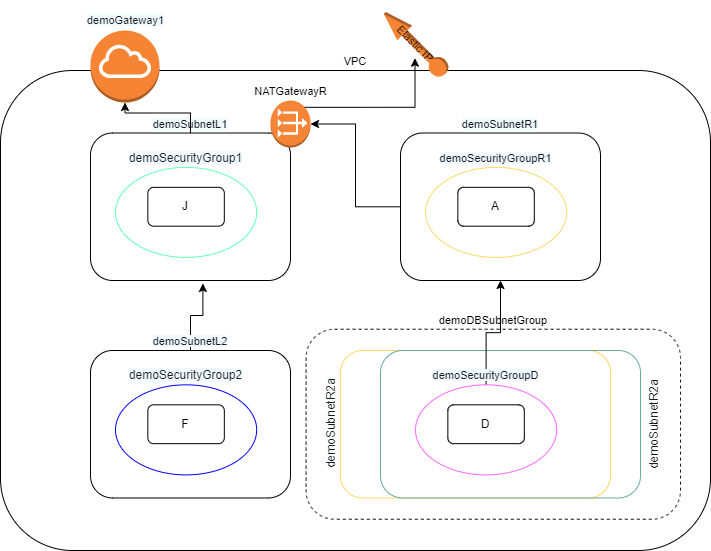 demoGateway1
Elastic IP
VPC
NATGatewayR
demoSubnetL1
demoSubnetR1
demoSecurityGroup1
demoSecurityGroupR1
J
A
demoDBSubnetGroup
demoSubnetL2
demoSecurityGroup2
demoSecurityGroupD
demoSubnetR2a
demoSubnetR2a
F
D